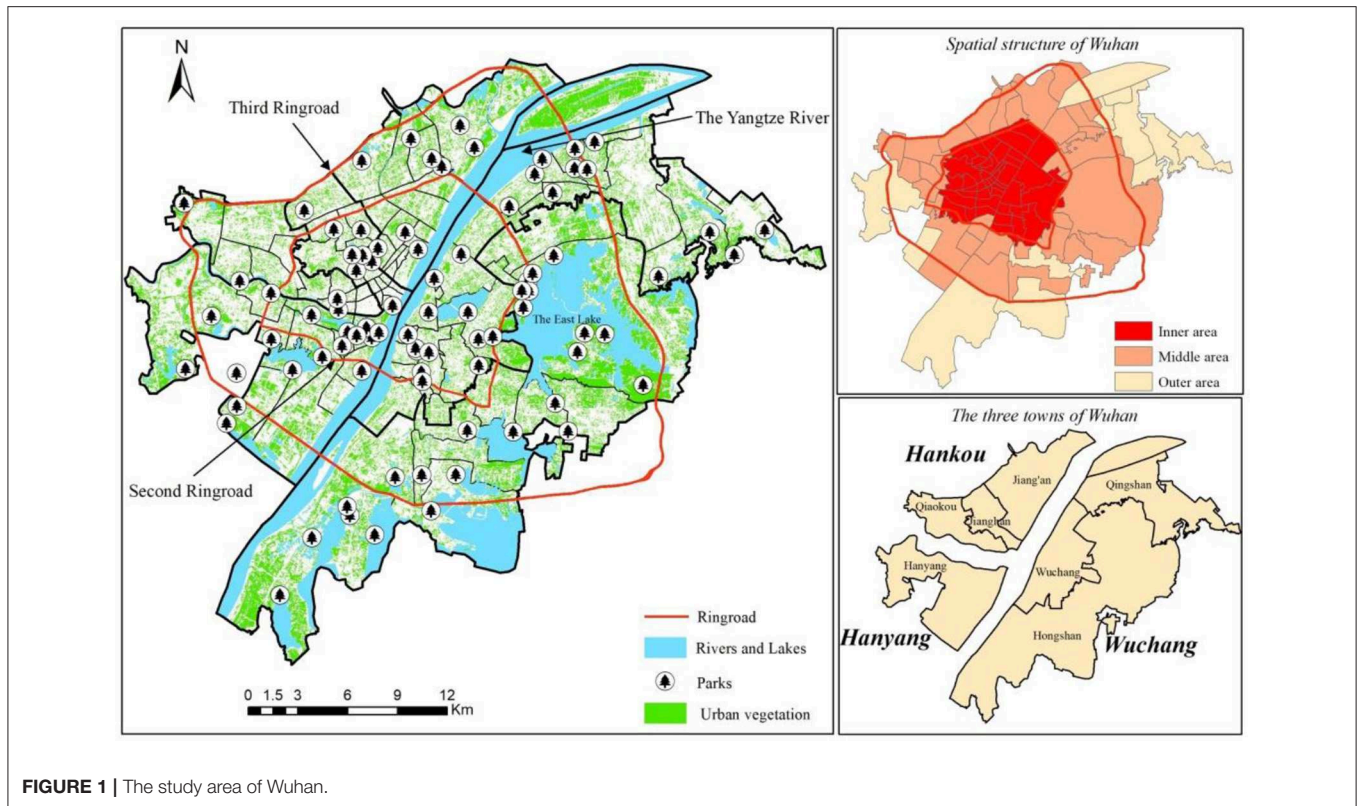 N
Third Ringroad
The Yangtze River
The East Lake
Second Ringroad
Ringroad
Rivers and Lakes
Parks
Urban vegetation
0 1.5 3 6 9 12
Km
Spatial structure of Wuhan
Inner area
Middle area
Outer area
The three towns of Wuhan
Hankou
Jiang'an
Qingshan
Qiaokou
Jianghan
Hanyang
Wuchang
Hanyang
Hongshan
Wuchang
FIGURE 1 | The study area of Wuhan.